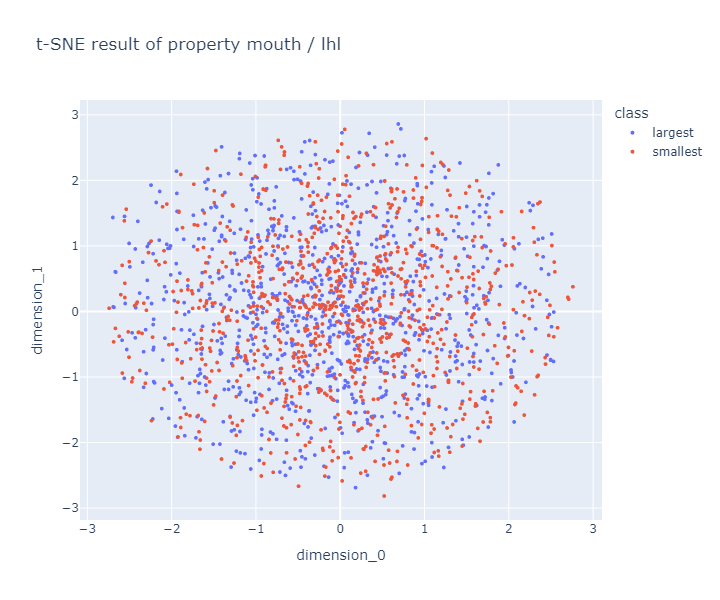 t-SNE result of property mouth / lhl
class
largest
smallest
3
2
1
0
−1
−2
−3
dimension_1
−3
−2
−1
0
1
2
3
dimension_0